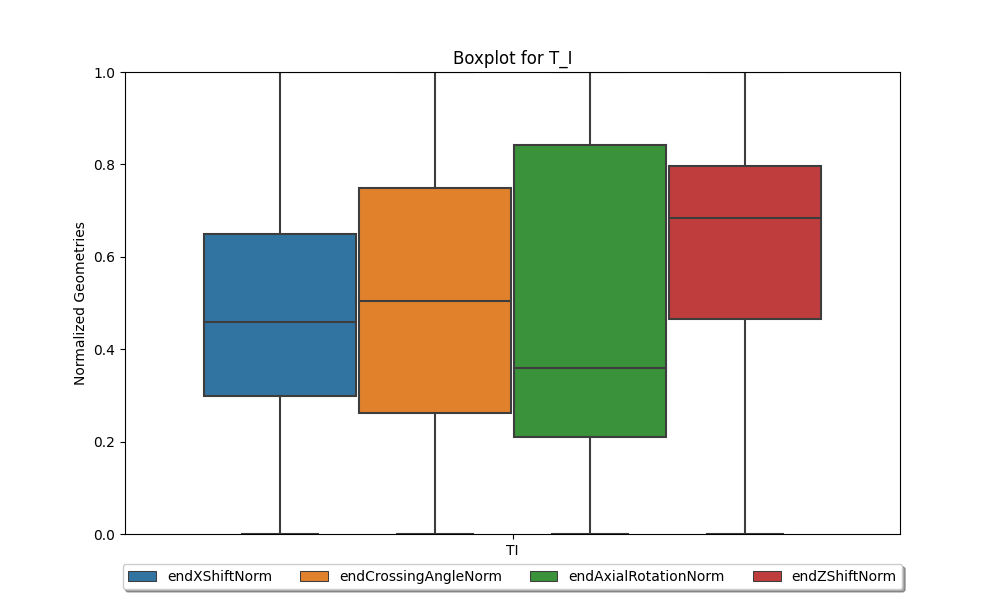 Boxplot for T_I
1.0
0.8
0.6
0.4
0.2
0.0
Normalized Geometries
TI
endXShiftNorm endCrossingAngleNorm endAxialRotationNorm endZShiftNorm